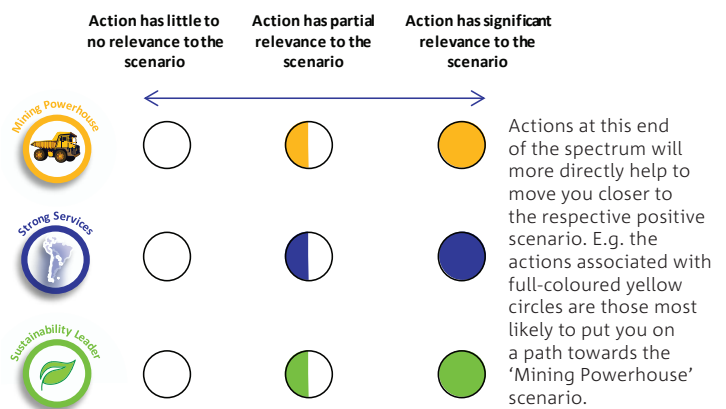 Action has little to
no relevance to the
scenario
Action has partial
relevance to the
scenario
Action has significant
relevance to the
scenario
Mining Powerhouse
Strong Services
Sustainability Leader
Actions at this end
of the spectrum will
more directly help to
move you closer to
the respective positive
scenario. E.g. the
actions associated with
full-coloured yellow
circles are those most
likely to put you on
a path towards the
‘Mining Powerhouse’
scenario.